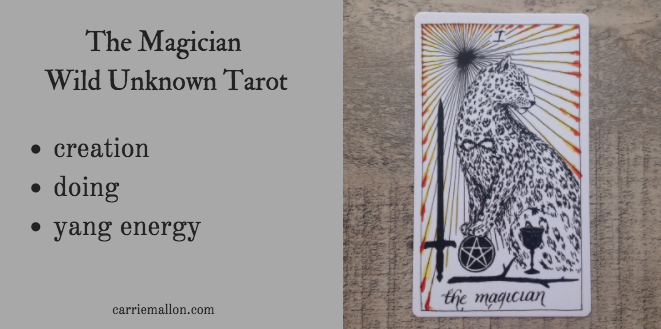 The Magician
Wild Unknown Tarot
• creation
• doing
• yang energy
carriemallon.com
I
the magician